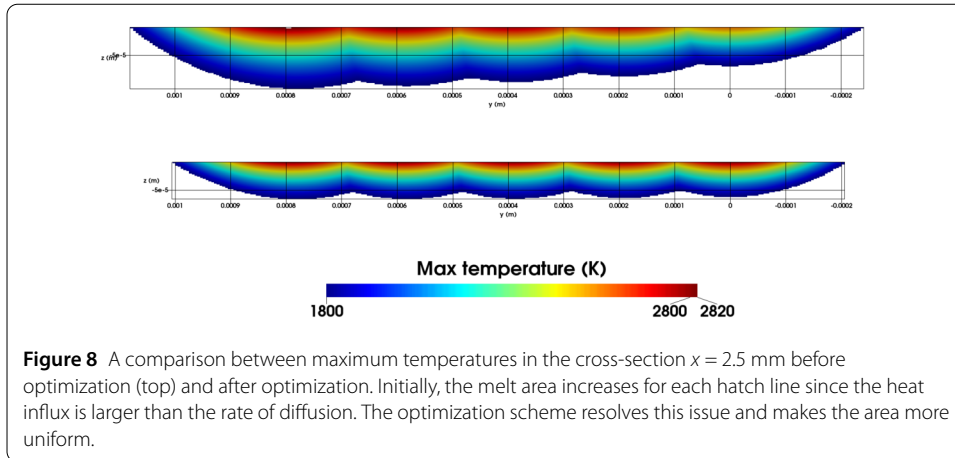 z (m) -5e-5
0.001 0.0009 0.0008 0.0007 0.0006 0.0005 0.0004 0.0003 0.0002 0.0001 0 -0.0001 -0.0002
y (m)
z (m)
-5e-5
0.001 0.0009 0.0008 0.0007 0.0006 0.0005 0.0004 0.0003 0.0002 0.0001 0 -0.0001 -0.0002
y (m)
Max temperature (K)
1800 2800 2820
Figure 8 A comparison between maximum temperatures in the cross-section x = 2.5 mm before
optimization (top) and after optimization. Initially, the melt area increases for each hatch line since the heat
influx is larger than the rate of diffusion. The optimization scheme resolves this issue and makes the area more
uniform.